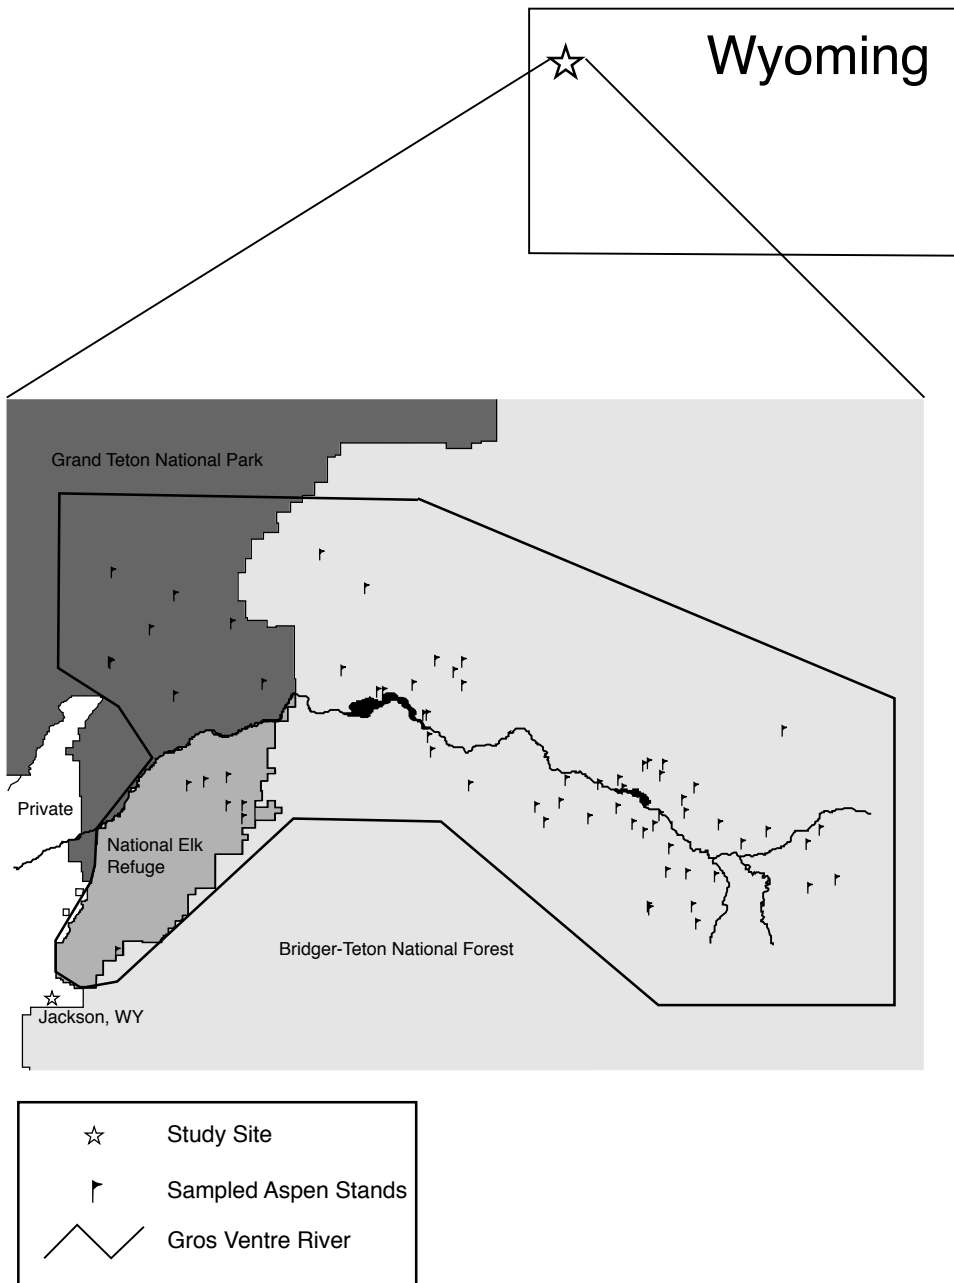 Wyoming
Grand Teton National Park
Private
National Elk
Refuge
Bridger-Teton National Forest
Jackson, WY
Study Site
Sampled Aspen Stands
Gros Ventre River